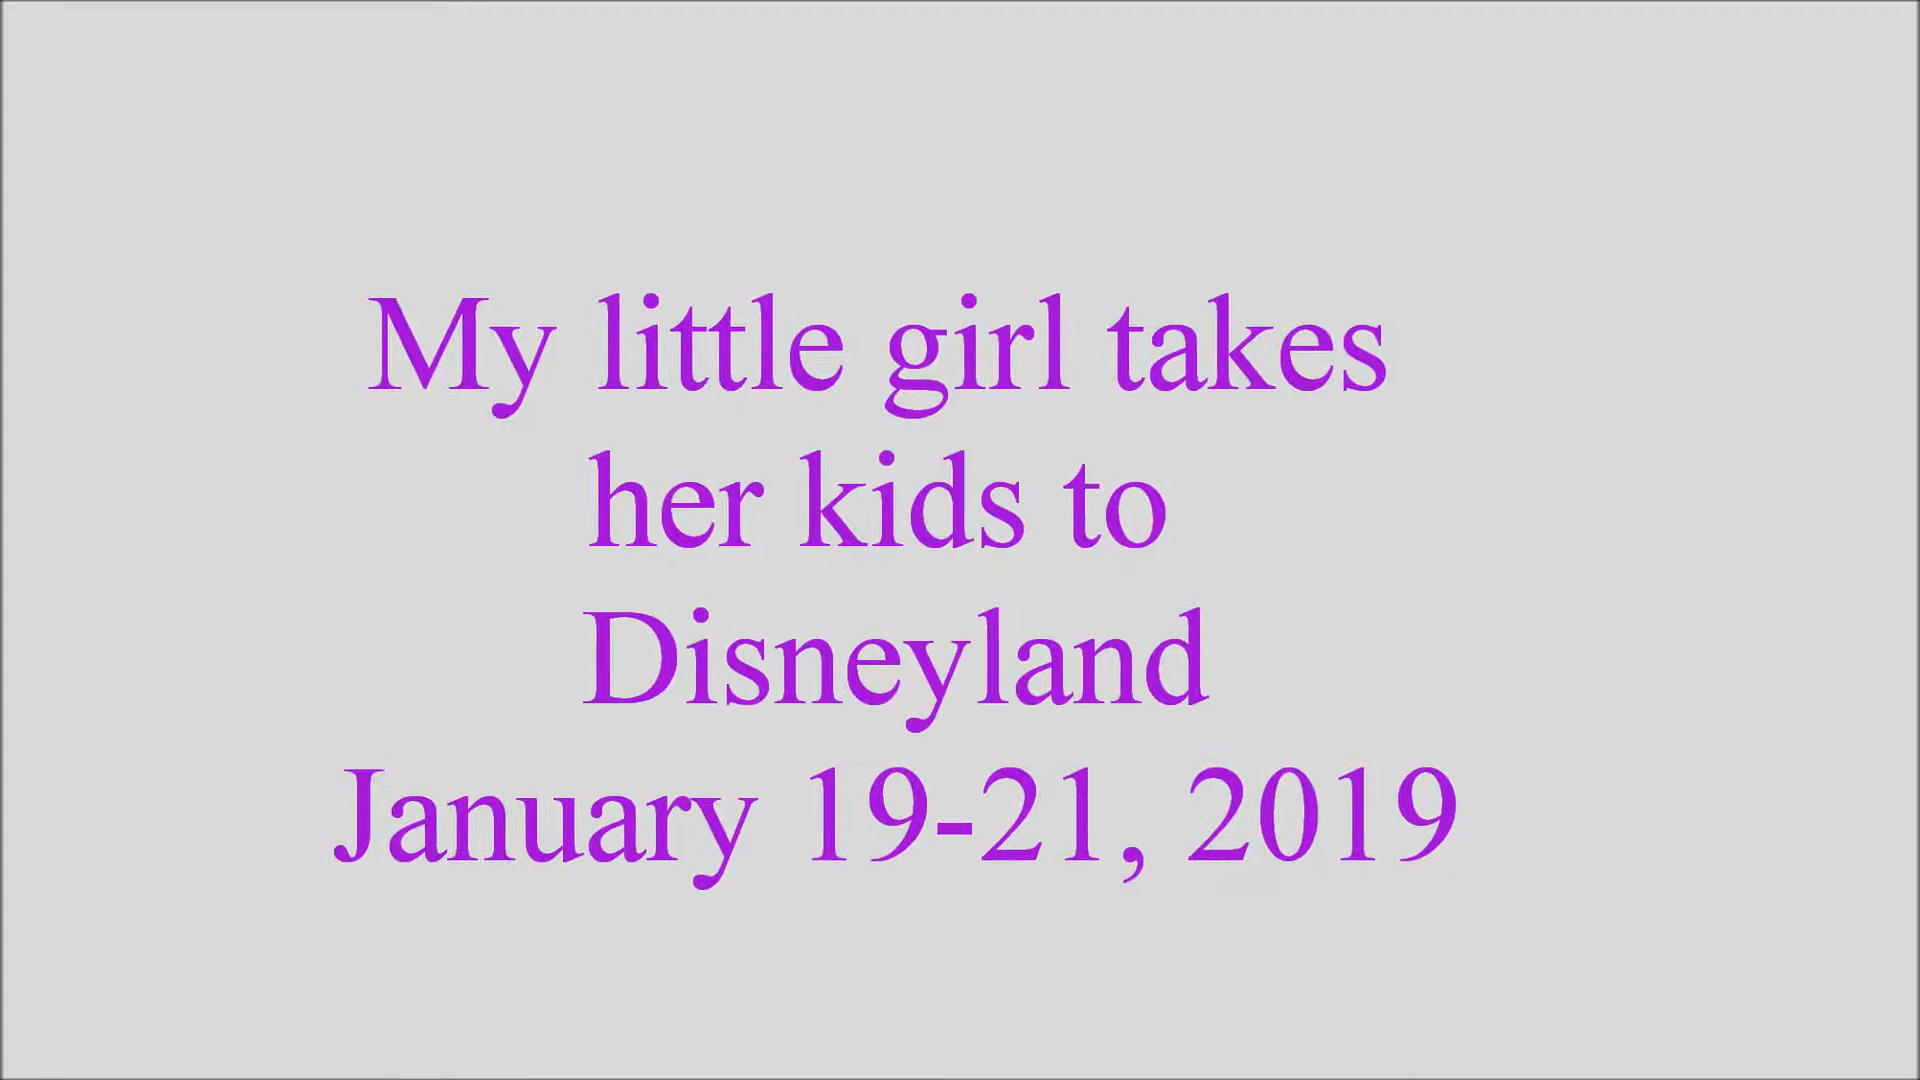 My little girl takes
her kids to
Disneyland
January 19-21, 2019